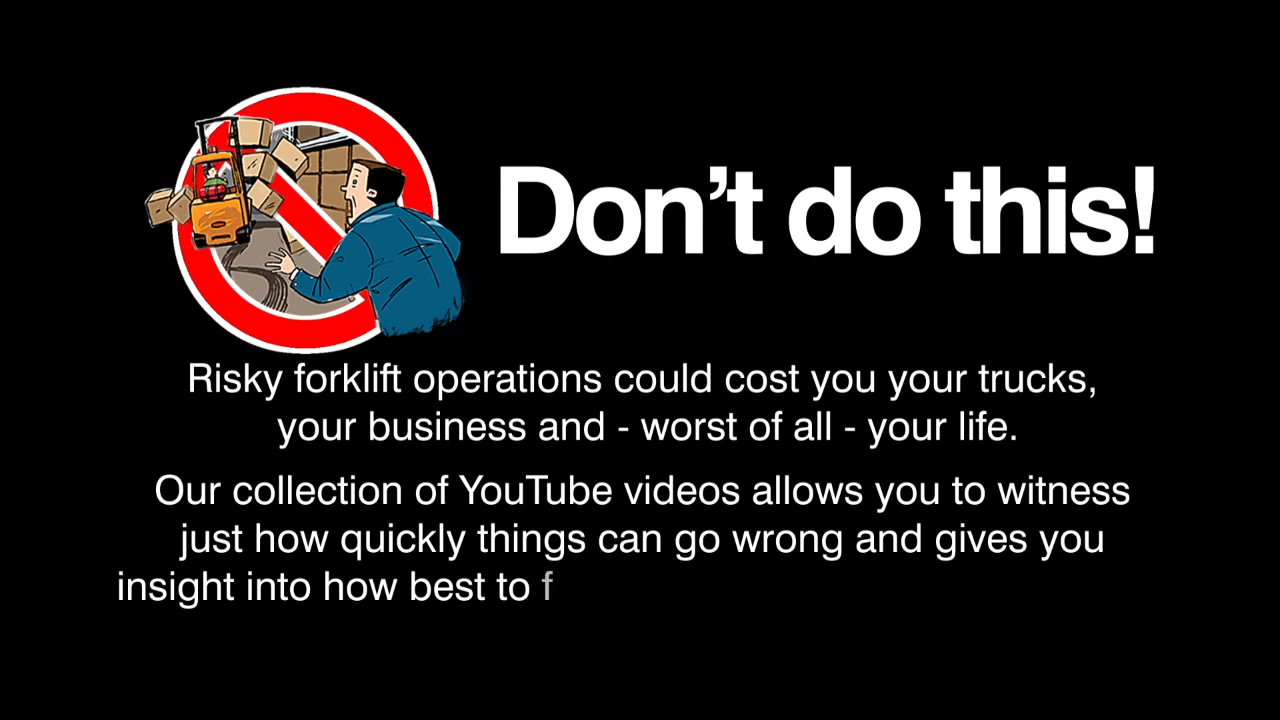 Don't do this!
Risky forklift operations could cost you your trucks,
your business and - worst of all - your life.
Our collection of YouTube videos allows you to witness
just how quickly things can go wrong and gives you
insight into how best to f